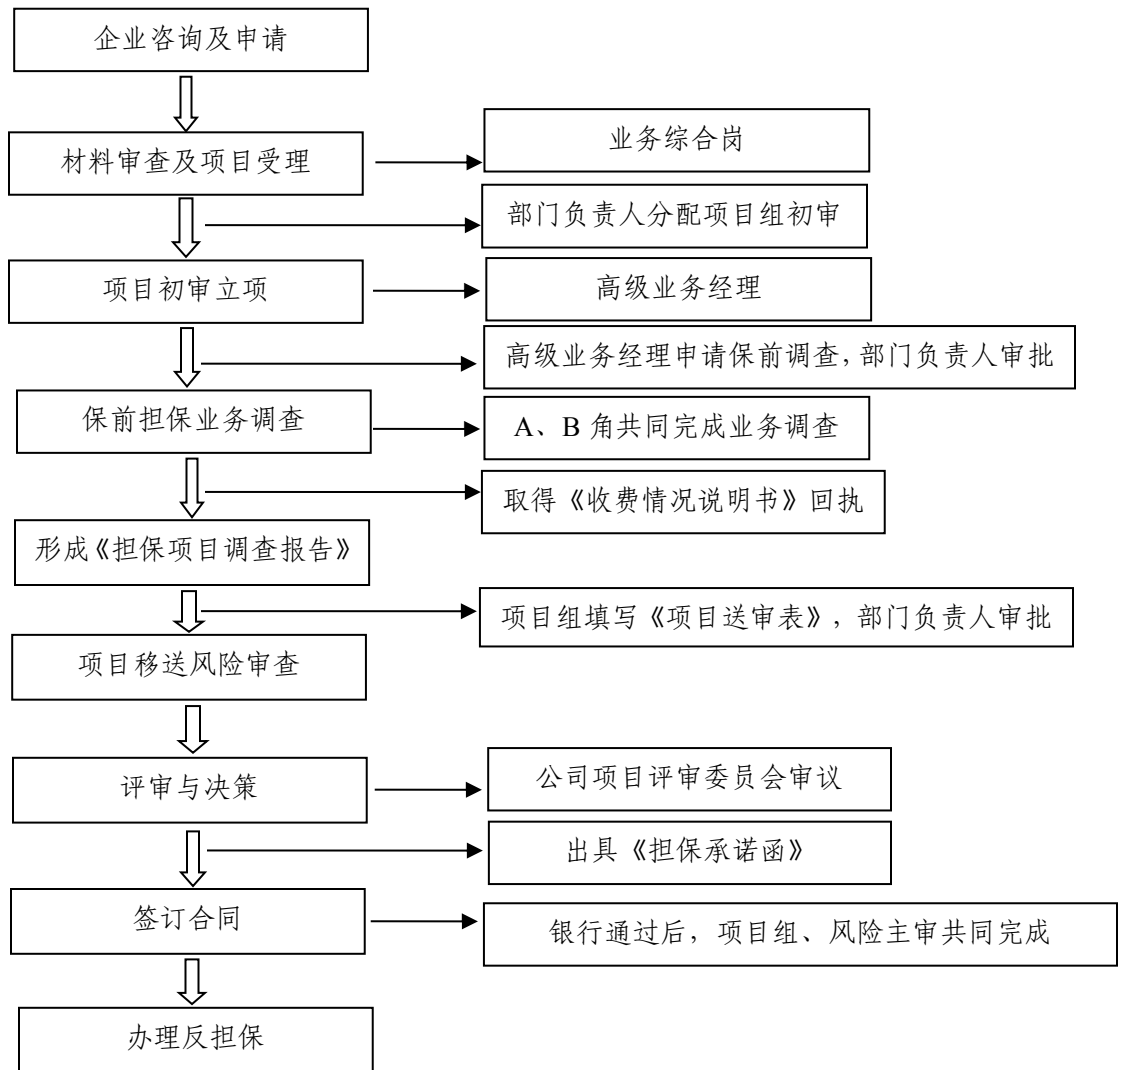 企业咨询及申请
材料审查及项目受理
业务综合岗
部门负责人分配项目组初审
项目初审立项
高级业务经理
高级业务经理申请保前调查，部门负责人审批
保前担保业务调查
A、B 角共同完成业务调查
取得《收费情况说明书》回执
形成《担保项目调查报告》
项目组填写《项目送审表》，部门负责人审批
项目移送风险审查
评审与决策
公司项目评审委员会审议
出具《担保承诺函》
签订合同
银行通过后，项目组、风险主审共同完成
办理反担保